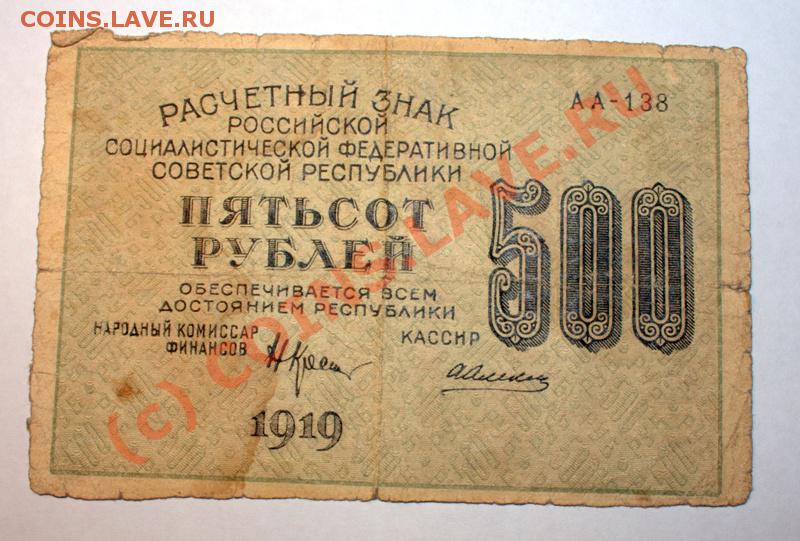 COINS.LAVE.RU
РАСЧЕТНЫЙ ЗНАК
АА-138
РОССИЙСКОЙ
СОЦИАЛИСТИЧЕСКОЙ ФЕДЕРАТИВНОЙ
СОВЕТСКОЙ РЕСПУБЛИКИ
ПЯТЬСОТ
РУБЛЕЙ
500
ОБЕСПЕЧИВАЕТСЯ ВСЕМ
ДОСТОЯНИЕМ РЕСПУБЛИКИ
НАРОДНЫЙ КОМИССАР
ФИНАНСОВ
КАССИР
1919
(c) COINS.LAVE.RU